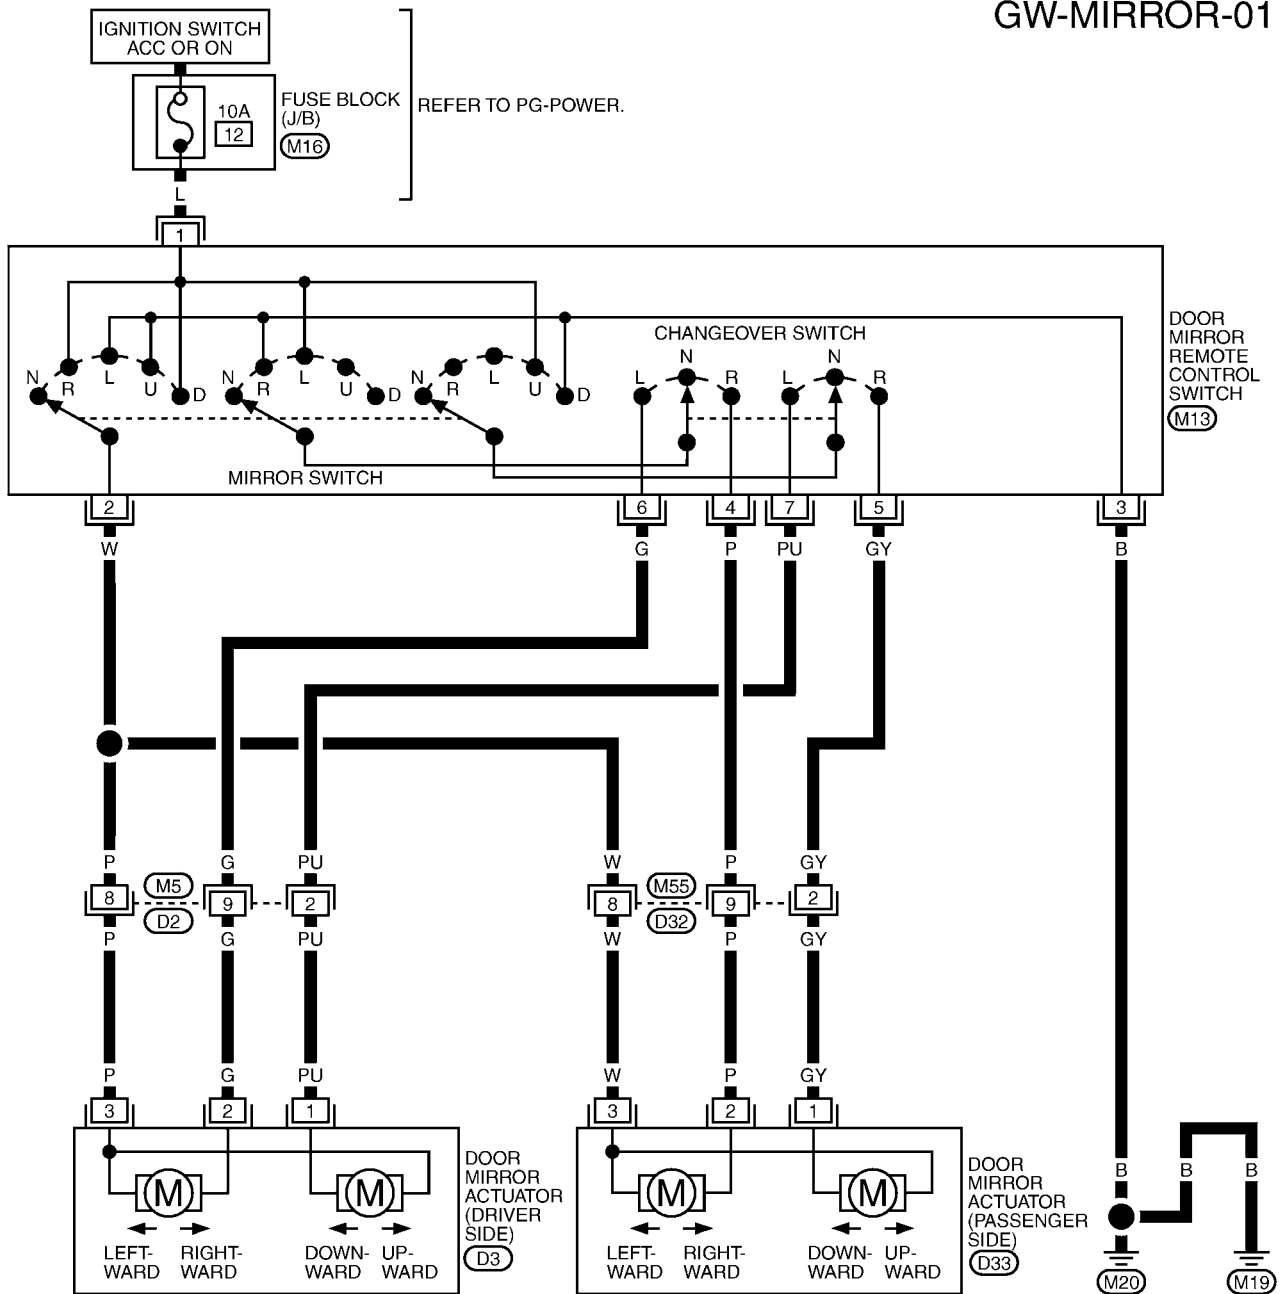 GW-MIRROR-01
IGNITION SWITCH
ACC OR ON
10A
12
FUSE BLOCK
(J/B)
M16
REFER TO PG-POWER.
L
1
CHANGEOVER SWITCH
N R L U D
N R L U D
N R L U D
L N R
L N R
MIRROR SWITCH
DOOR
MIRROR
REMOTE
CONTROL
SWITCH
M13
2 6 4 7 5 3
W G P PU GY B
P G PU W P GY
8 M5 9 2 8 M55 9 2
D2 D32
P G PU W P GY
P G PU W P GY
3 2 1 3 2 1
M M M M
LEFT-
WARD
RIGHT-
WARD
DOWN-
WARD
UP-
WARD
DOOR
MIRROR
ACTUATOR
(DRIVER
SIDE)
D3
LEFT-
WARD
RIGHT-
WARD
DOWN-
WARD
UP-
WARD
DOOR
MIRROR
ACTUATOR
(PASSENGER
SIDE)
D33
B B B
M20 M19